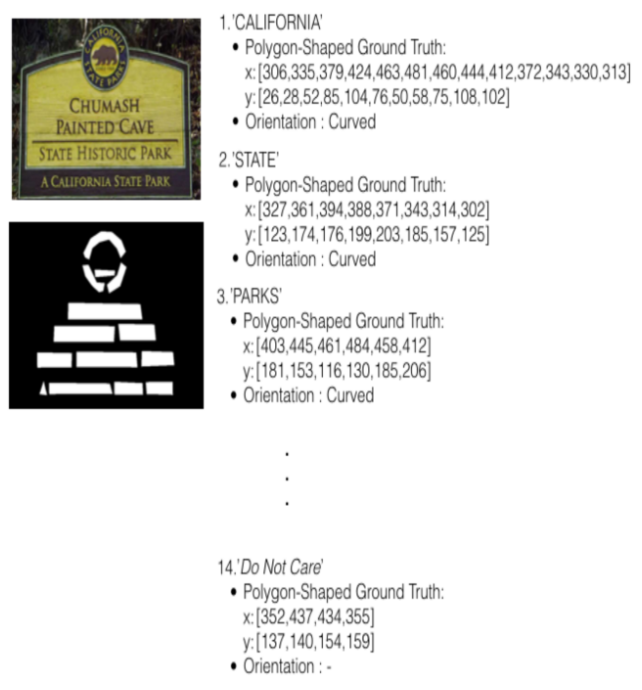 CALIFORNIA
STATE PARKS
CHUMASH
PAINTED CAVE
STATE HISTORIC PARK
A CALIFORNIA STATE PARK
1.'CALIFORNIA'
• Polygon-Shaped Ground Truth:
x:[306,335,379,424,463,481,460,444,412,372,343,330,313]
y:[26,28,52,85,104,76,50,58,75,108,102]
• Orientation : Curved
2.'STATE'
• Polygon-Shaped Ground Truth:
x:[327,361,394,388,371,343,314,302]
y:[123,174,176,199,203,185,157,125]
• Orientation : Curved
3.'PARKS'
• Polygon-Shaped Ground Truth:
x:[403,445,461,484,458,412]
y:[181,153,116,130,185,206]
• Orientation : Curved
.
.
.
14.'Do Not Care'
• Polygon-Shaped Ground Truth:
x:[352,437,434,355]
y:[137,140,154,159]
• Orientation : -